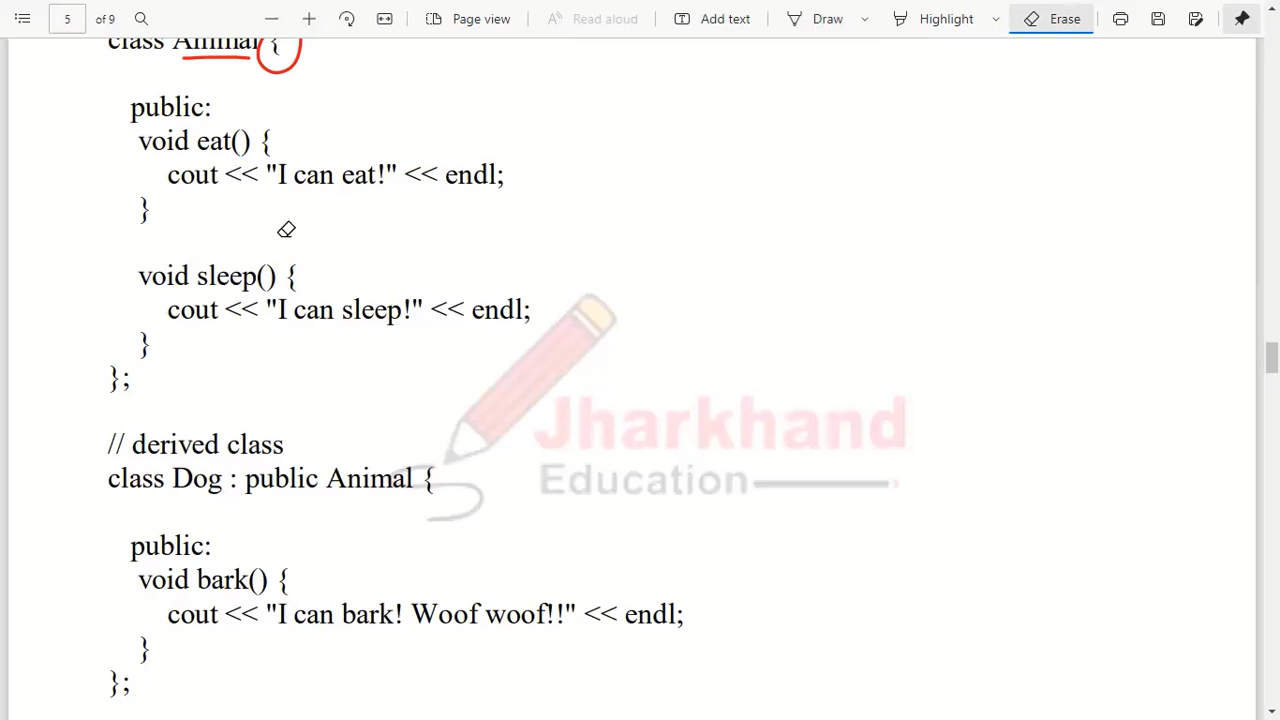 5 of 9 Page view Read aloud Add text Draw Highlight Erase
class Animal {
public:
void eat() {
cout << "I can eat!" << endl;
}
void sleep() {
cout << "I can sleep!" << endl;
}
};
// derived class
class Dog : public Animal {
public:
void bark() {
cout << "I can bark! Woof woof!!" << endl;
}
};
Jharkhand
Education